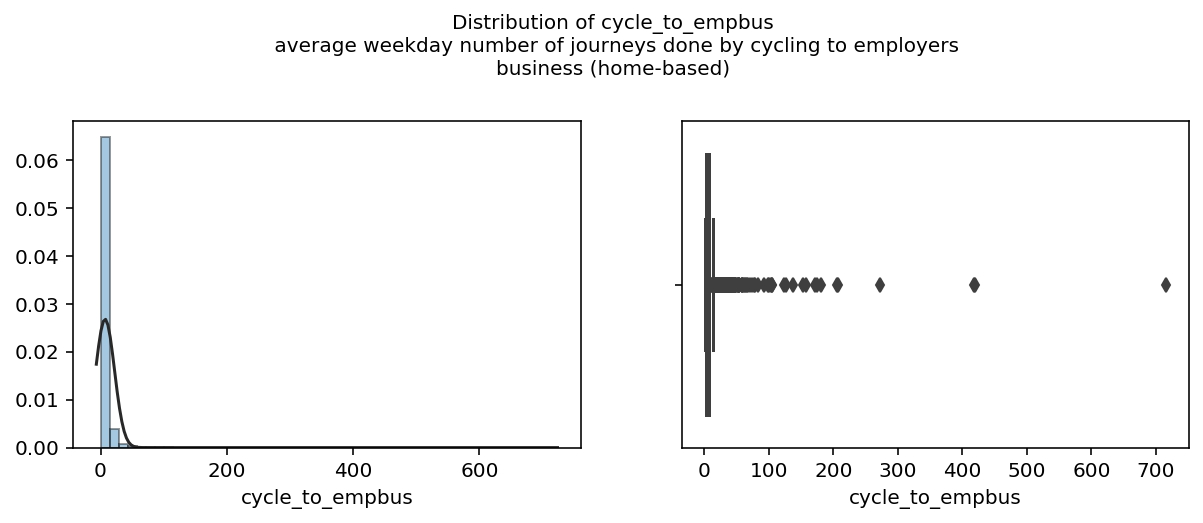 Distribution of cycle_to_empbus
average weekday number of journeys done by cycling to employers
business (home-based)
0.06
0.05
0.04
0.03
0.02
0.01
0.00
0 200 400 600
cycle_to_empbus
0 100 200 300 400 500 600 700
cycle_to_empbus